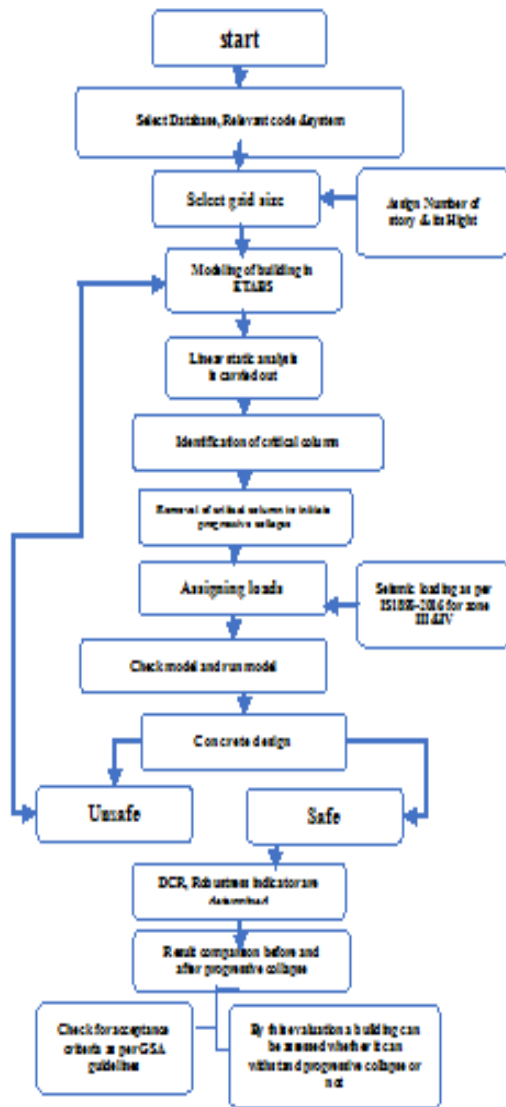 start
Select Database, Relevant code &system
Select grid size
Assign Number of
story & its Hight
Modeling of building in
ETABS
Linear static analysis
is carried out
Identification of critical column
Removal of critical column to initiate
progressive collapse
Assigning loads
Seismic loading as per
IS1893-2016 for zone
III &IV
Check model and run model
Concrete design
Unsafe
Safe
DCR, Robustness indicator are
determined
Result comparison before and
after progressive collapse
Check for acceptance
criteria as per GSA
guidelines
By this evaluation a building can
be assessed whether it can
withstand progressive collapse or
not